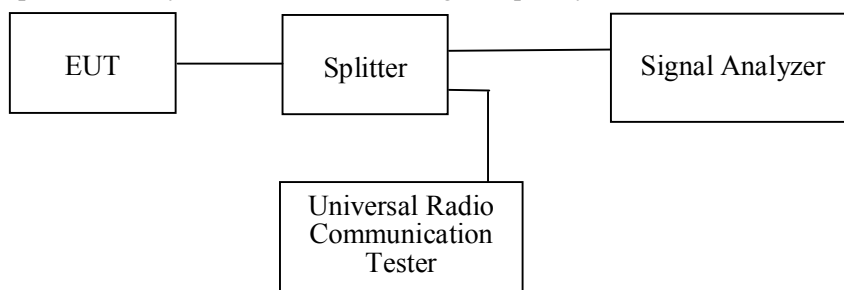 EUT
Splitter
Signal Analyzer
Universal Radio
Communication
Tester